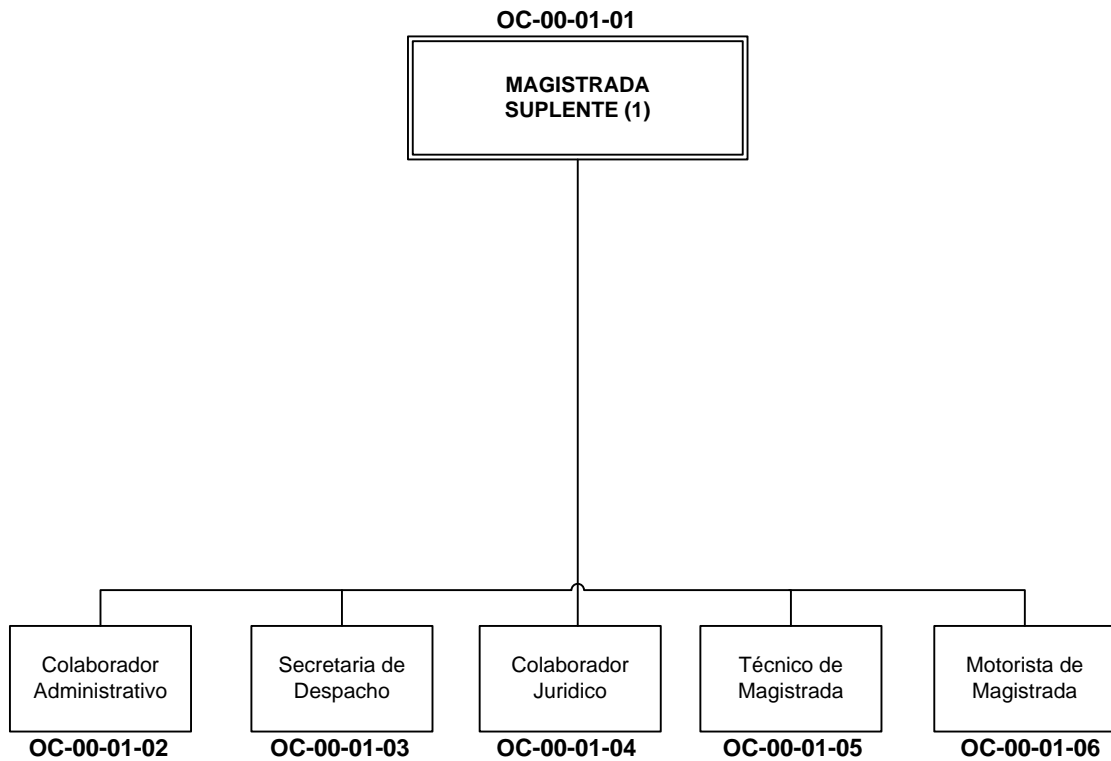 OC-00-01-01
MAGISTRADA
SUPLENTE (1)
Colaborador
Administrativo
OC-00-01-02
Secretaria de
Despacho
OC-00-01-03
Colaborador
Juridico
OC-00-01-04
Técnico de
Magistrada
OC-00-01-05
Motorista de
Magistrada
OC-00-01-06